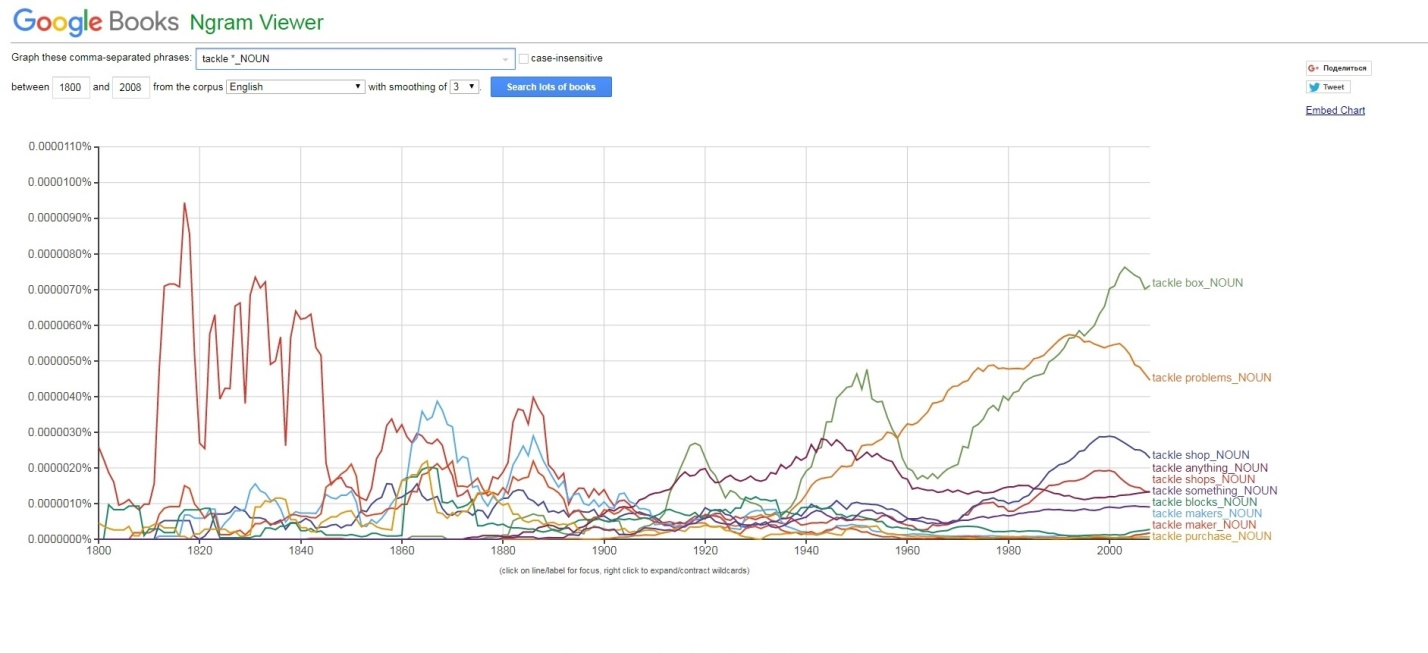 Google Books Ngram Viewer
Graph these comma-separated phrases: tackle *_NOUN case-insensitive
between 1800 and 2008 from the corpus English with smoothing of 3 . Search lots of books
G+ Поделиться
Tweet
Embed Chart
0.0000110%
0.0000100%
0.0000090%
0.0000080%
0.0000070%
0.0000060%
0.0000050%
0.0000040%
0.0000030%
0.0000020%
0.0000010%
0.0000000%
tackle box_NOUN
tackle problems_NOUN
tackle shop_NOUN
tackle anything_NOUN
tackle shops_NOUN
tackle something_NOUN
tackle blocks_NOUN
tackle makers_NOUN
tackle maker_NOUN
tackle purchase_NOUN
1800 1820 1840 1860 1880 1900 1920 1940 1960 1980 2000
(click on line/label for focus, right click to expand/contract wildcards)